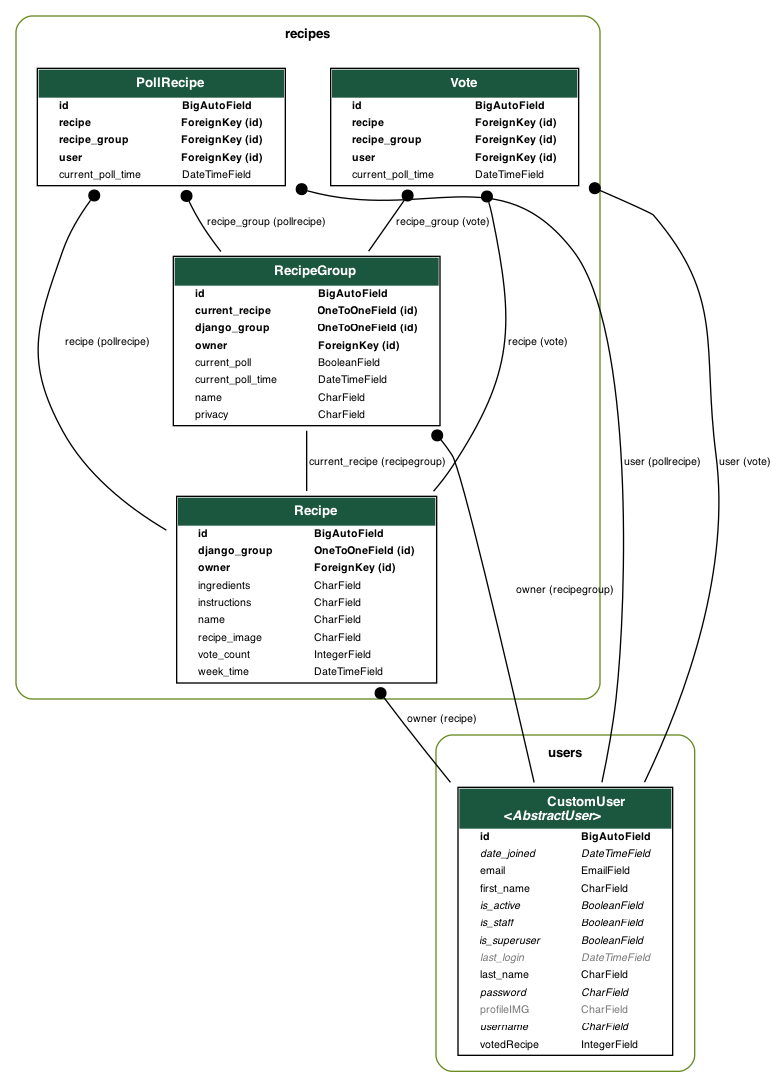 recipes
PollRecipe
id BigAutoField
recipe ForeignKey (id)
recipe_group ForeignKey (id)
user ForeignKey (id)
current_poll_time DateTimeField
Vote
id BigAutoField
recipe ForeignKey (id)
recipe_group ForeignKey (id)
user ForeignKey (id)
current_poll_time DateTimeField
recipe_group (pollrecipe)
recipe_group (vote)
RecipeGroup
id BigAutoField
current_recipe OneToOneField (id)
django_group OneToOneField (id)
owner ForeignKey (id)
current_poll BooleanField
current_poll_time DateTimeField
name CharField
privacy CharField
recipe (pollrecipe)
recipe (vote)
current_recipe (recipegroup)
user (pollrecipe)
user (vote)
Recipe
id BigAutoField
django_group OneToOneField (id)
owner ForeignKey (id)
ingredients CharField
instructions CharField
name CharField
recipe_image CharField
vote_count IntegerField
week_time DateTimeField
owner (recipegroup)
owner (recipe)
users
CustomUser
<AbstractUser>
id BigAutoField
date_joined DateTimeField
email EmailField
first_name CharField
is_active BooleanField
is_staff BooleanField
is_superuser BooleanField
last_login DateTimeField
last_name CharField
password CharField
profileIMG CharField
username CharField
votedRecipe IntegerField